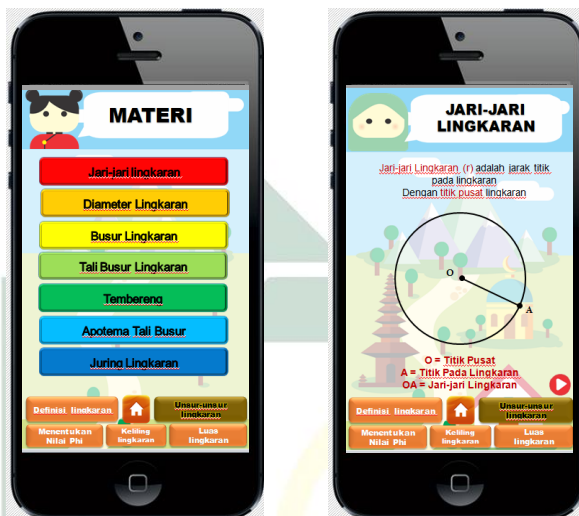 MATERI
Jari-jari lingkaran
Diameter Lingkaran
Busur Lingkaran
Tali Busur Lingkaran
Tembereng
Apotema Tali Busur
Juring Lingkaran
Definisi lingkaran
Unsur-unsur
lingkaran
Menentukan
Nilai Phi
Keliling
lingkaran
Luas
lingkaran
JARI-JARI
LINGKARAN
Jari-jari Lingkaran (r) adalah jarak titik
pada lingkaran
Dengan titik pusat lingkaran
O
A
O = Titik Pusat
A = Titik Pada Lingkaran
OA = Jari-jari Lingkaran
Definisi lingkaran
Unsur-unsur
lingkaran
Menentukan
Nilai Phi
Keliling
lingkaran
Luas
lingkaran